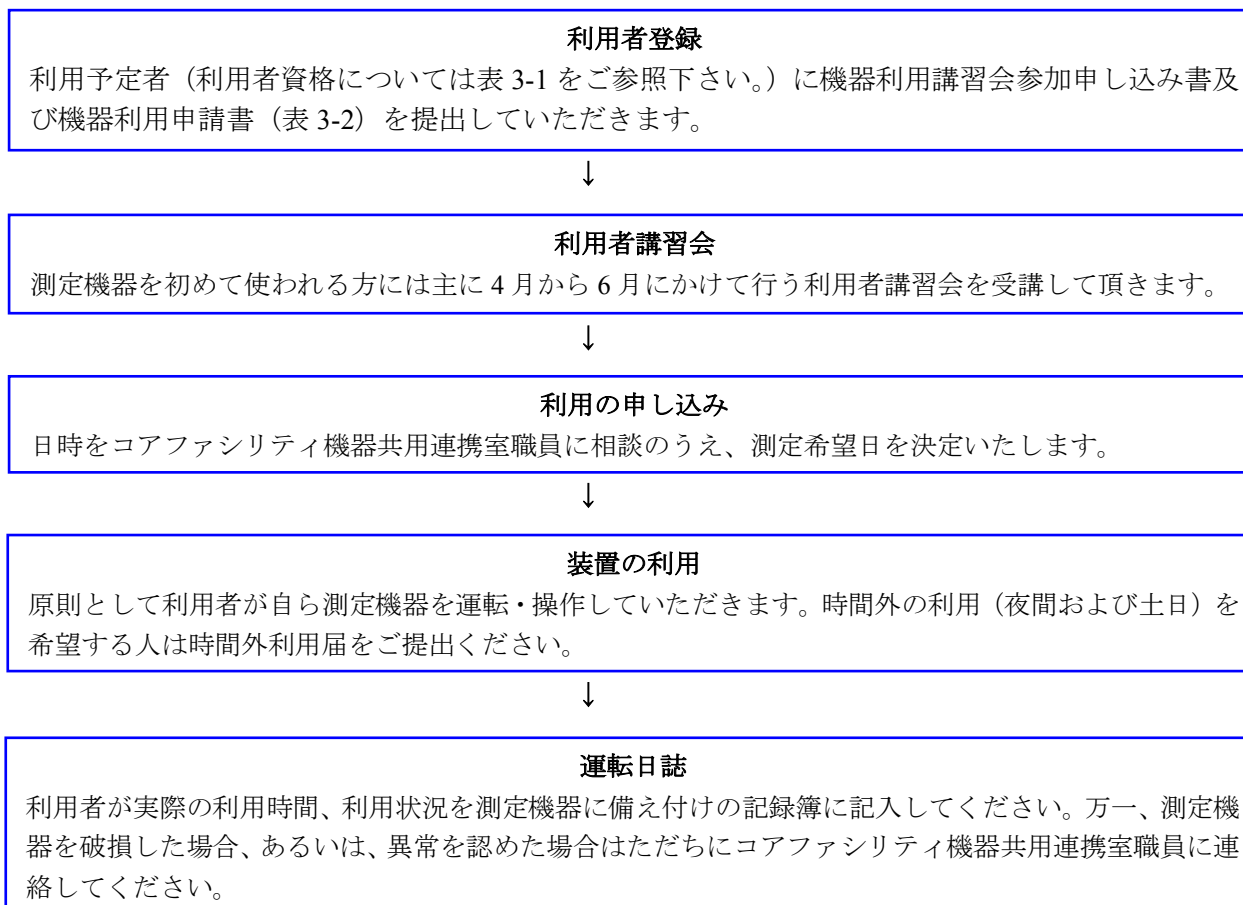 利用者登録
利用予定者（利用者資格については表 3-1 をご参照下さい。）に機器利用講習会参加申し込み書及
び機器利用申請書（表 3-2）を提出していただきます。
↓
利用者講習会
測定機器を初めて使われる方には主に 4 月から 6 月にかけて行う利用者講習会を受講して頂きます。
↓
利用の申し込み
日時をコアファシリティ機器共用連携室職員に相談のうえ、測定希望日を決定いたします。
↓
装置の利用
原則として利用者が自ら測定機器を運転・操作していただきます。時間外の利用（夜間および土日）を
希望する人は時間外利用届をご提出ください。
↓
運転日誌
利用者が実際の利用時間、利用状況を測定機器に備え付けの記録簿に記入してください。万一、測定機
器を破損した場合、あるいは、異常を認めた場合はただちにコアファシリティ機器共用連携室職員に連
絡してください。